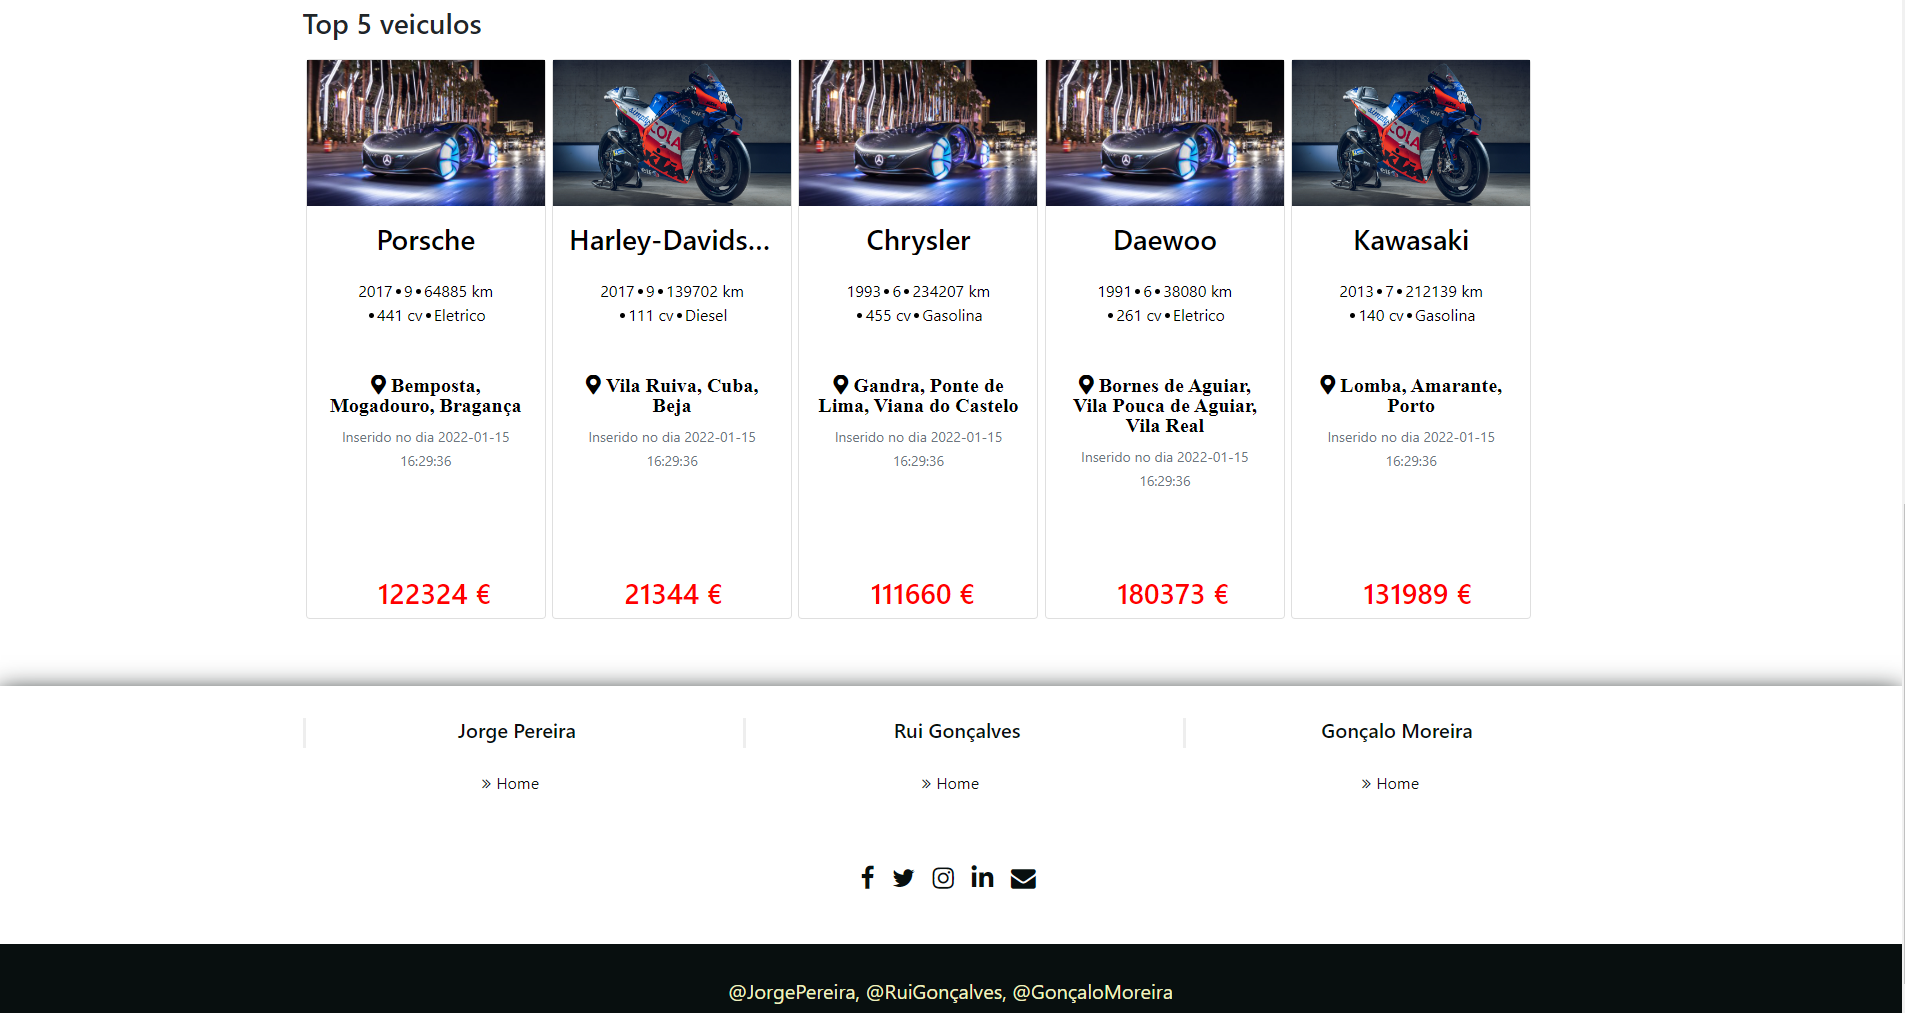 Top 5 veiculos
Porsche
2017•9•64885 km
•441 cv•Eletrico
Bemposta,
Mogadouro, Bragança
Inserido no dia 2022-01-15
16:29:36
122324 €
Harley-Davids...
2017•9•139702 km
•111 cv•Diesel
Vila Ruiva, Cuba,
Beja
Inserido no dia 2022-01-15
16:29:36
21344 €
Chrysler
1993•6•234207 km
•455 cv•Gasolina
Gandra, Ponte de
Lima, Viana do Castelo
Inserido no dia 2022-01-15
16:29:36
111660 €
Daewoo
1991•6•38080 km
•261 cv•Eletrico
Bornes de Aguiar,
Vila Pouca de Aguiar,
Vila Real
Inserido no dia 2022-01-15
16:29:36
180373 €
Kawasaki
2013•7•212139 km
•140 cv•Gasolina
Lomba, Amarante,
Porto
Inserido no dia 2022-01-15
16:29:36
131989 €
Jorge Pereira
» Home
Rui Gonçalves
» Home
Gonçalo Moreira
» Home
@JorgePereira, @RuiGonçalves, @GonçaloMoreira